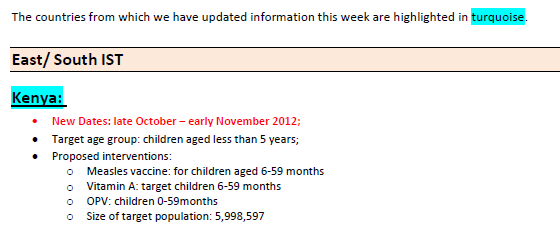 The countries from which we have updated information this week are highlighted in turquoise.
East/ South IST
Kenya:
• New Dates: late October – early November 2012;
• Target age group: children aged less than 5 years;
• Proposed interventions:
o Measles vaccine: for children aged 6-59 months
o Vitamin A: target children 6-59 months
o OPV: children 0-59months
o Size of target population: 5,998,597